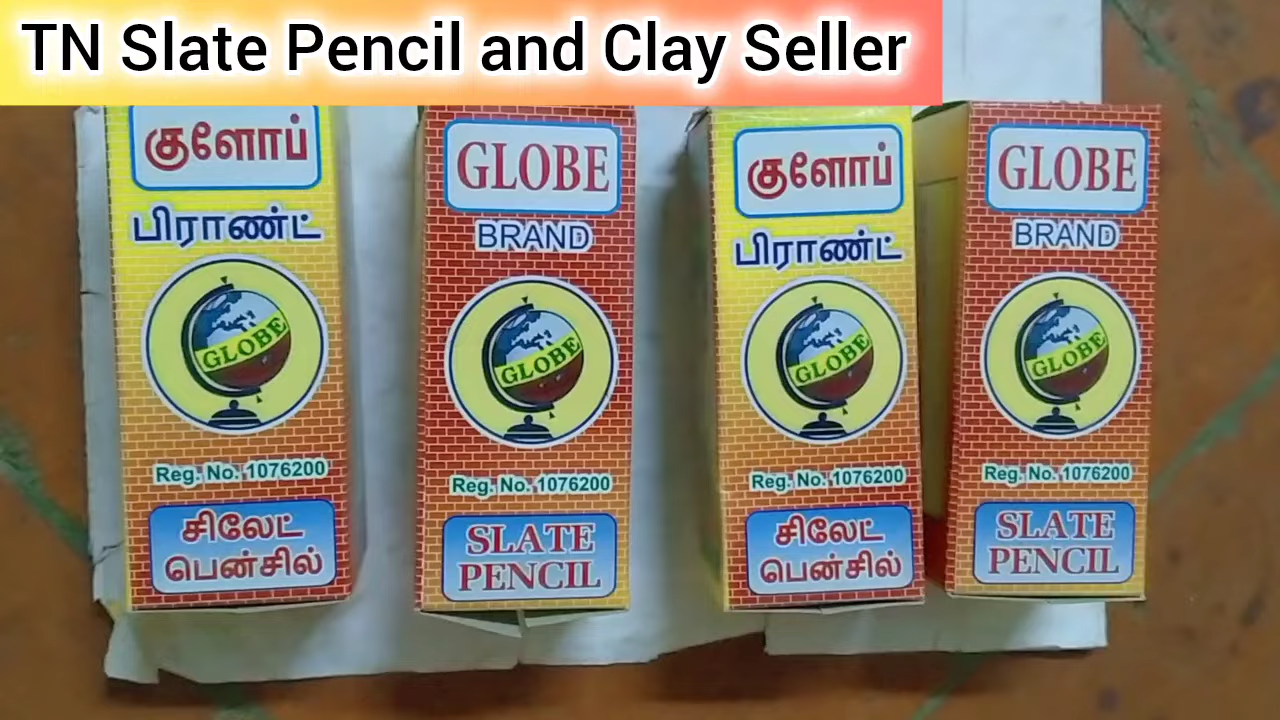 TN Slate Pencil and Clay Seller
குளோப்
பிராண்ட்
GLOBE
Reg. No. 1076200
சிலேட்
பென்சில்
GLOBE
BRAND
GLOBE
Reg. No. 1076200
SLATE
PENCIL
குளோப்
பிராண்ட்
GLOBE
Reg. No. 1076200
சிலேட்
பென்சில்
GLOBE
BRAND
GLOBE
Reg. No. 1076200
SLATE
PENCIL